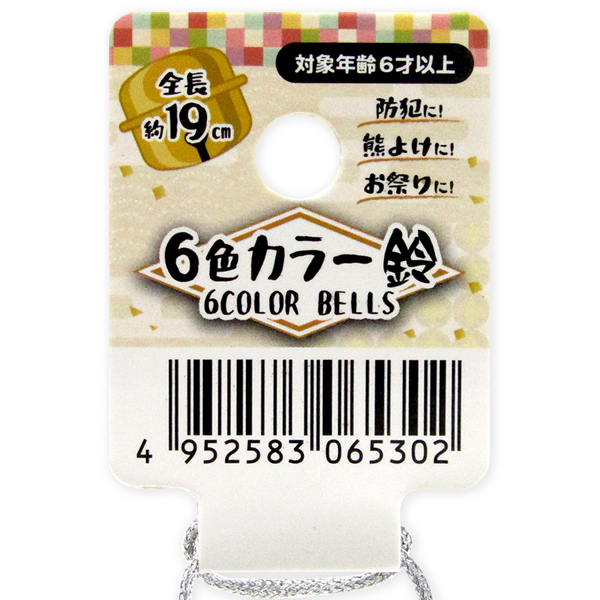 対象年齢6才以上
全長
約19cm
防犯に!
熊よけに!
お祭りに!
6色カラー鈴
6COLOR BELLS
4 952583 065302